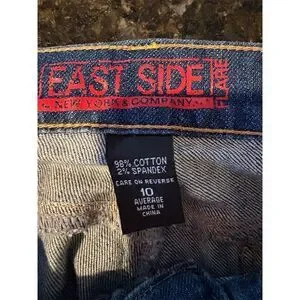 EAST SIDE
NEW YORK & COMPANY
98% COTTON
2% SPANDEX
CARE ON REVERSE
10
AVERAGE
MADE IN
CHINA